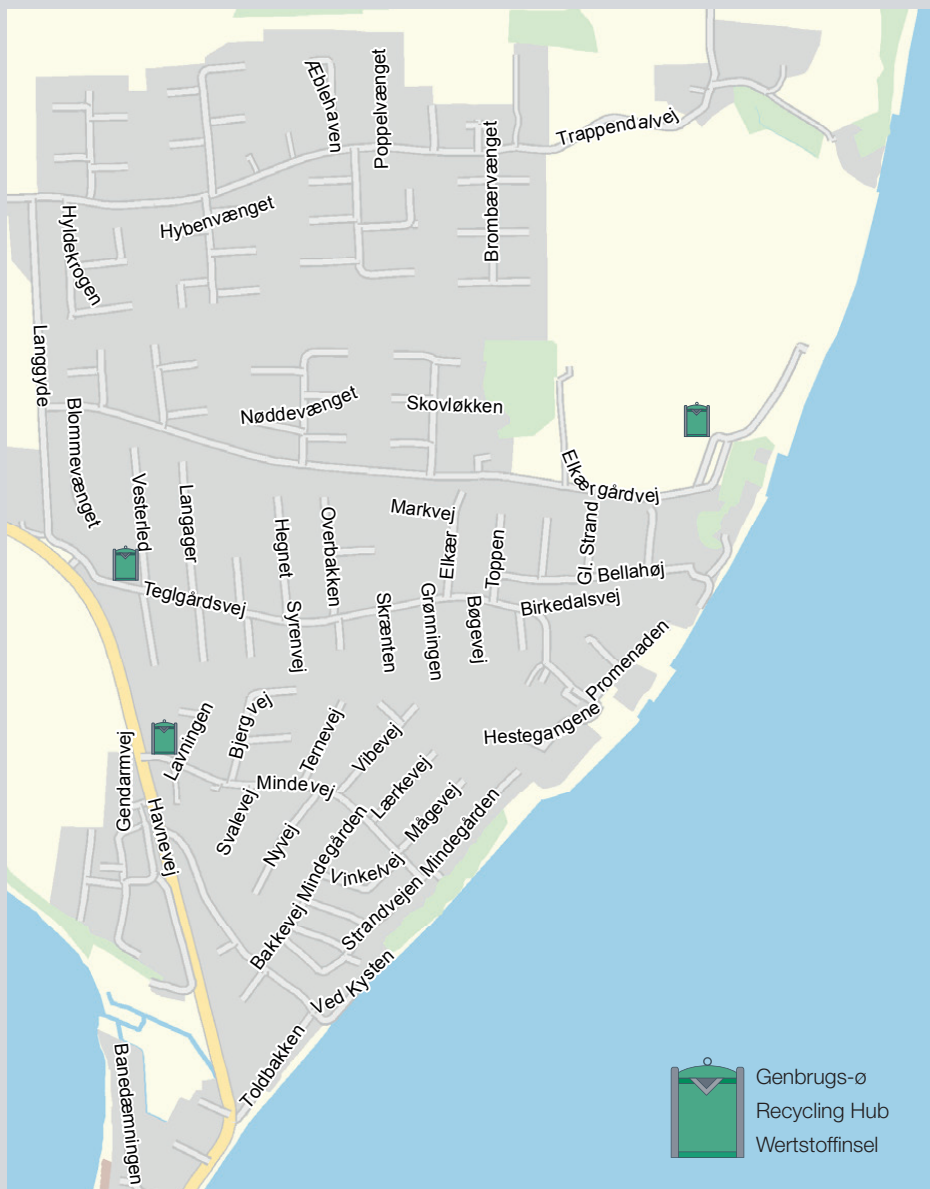 Æblehaven
Poppelvænget
Trappendalvej
Brombærvænget
Hybenvænget
Hyldekrogen
Langgyde
Blommevænget
Nøddevænget
Skovløkken
Elkærgårdvej
Vesterled
Langager
Hegnet
Overbakken
Markvej
Elkær
Toppen
Gl. Strand
Bellahøj
Teglgårdsvej
Syrenvej
Skrænten
Grønningen
Bøgevej
Birkedalsvej
Promenaden
Hestegangene
Gendarmvej
Lavningen
Bjergvej
Ternevej
Vibevej
Mindevej
Svalevej
Nyvej
Lærkevej
Mågevej
Havnevej
Bakkevej Mindegården
Vinkelvej
Strandvejen Mindegården
Ved Kysten
Toldbakken
Banedæmningen
Genbrugs-ø
Recycling Hub
Wertstoffinsel